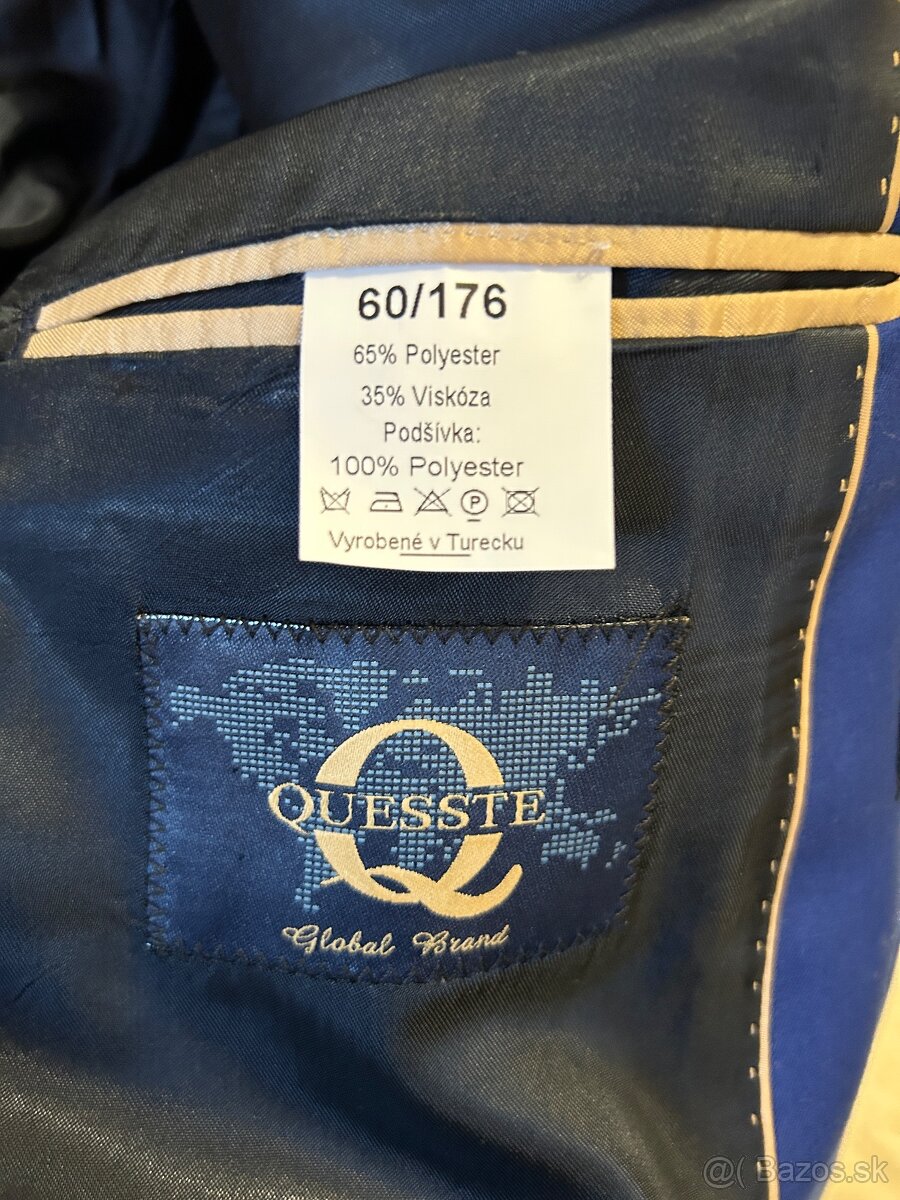 60/176
65% Polyester
35% Viskóza
Podšívka:
100% Polyester
P
Vyrobené v Turecku
Q
QUESSTE
Global Brand
@( Bazos.sk